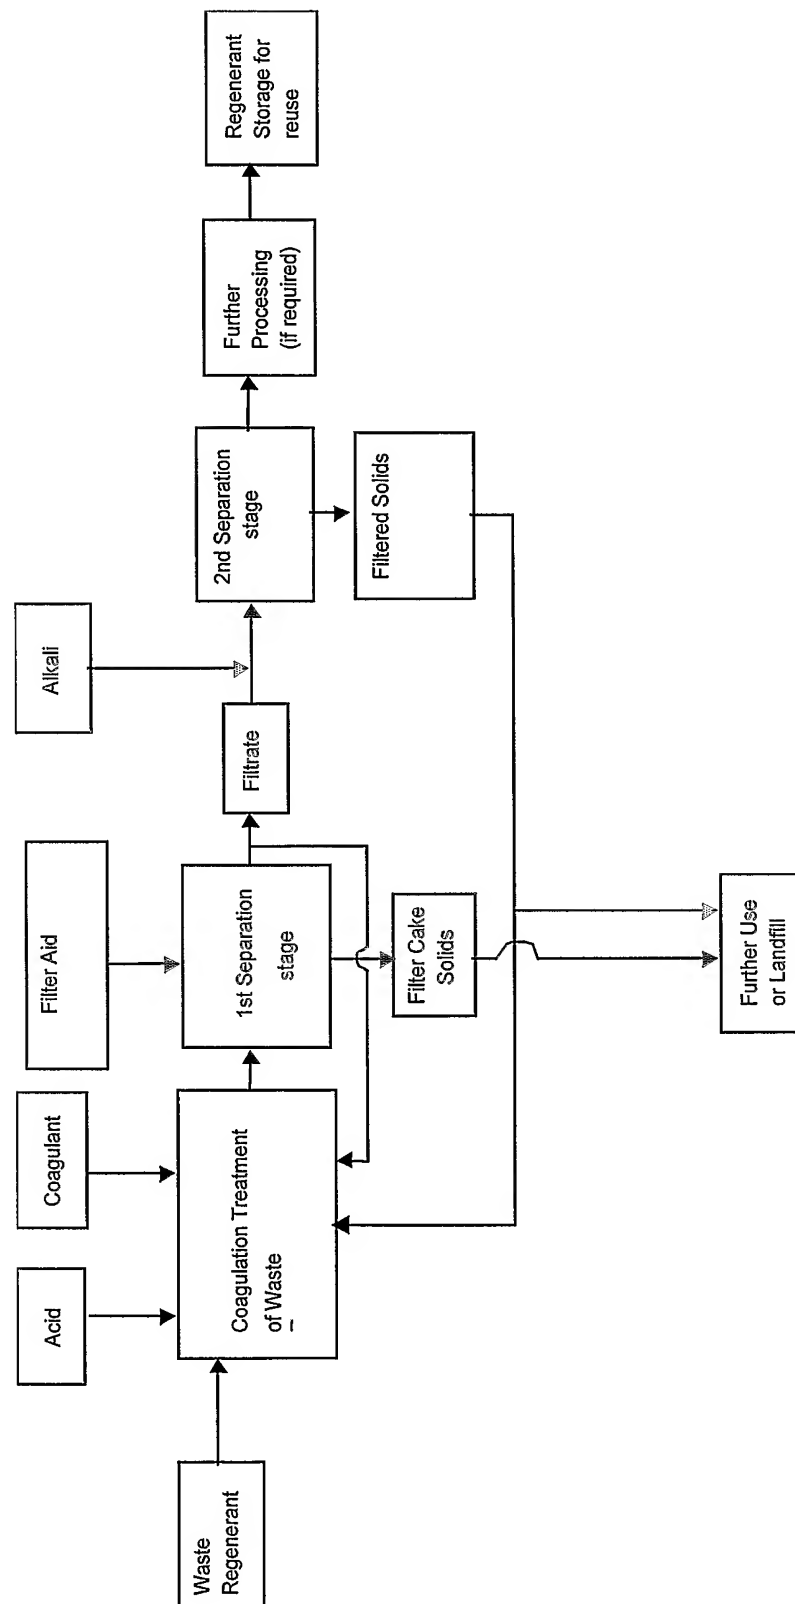 Waste
Regenerant
Acid
Coagulant
Coagulation Treatment
of Waste
Filter Aid
1st Separation
stage
Filter Cake
Solids
Filtrate
Alkali
2nd Separation
stage
Filtered Solids
Further
Processing
(if required)
Regenerant
Storage for
reuse
Further Use
or Landfill